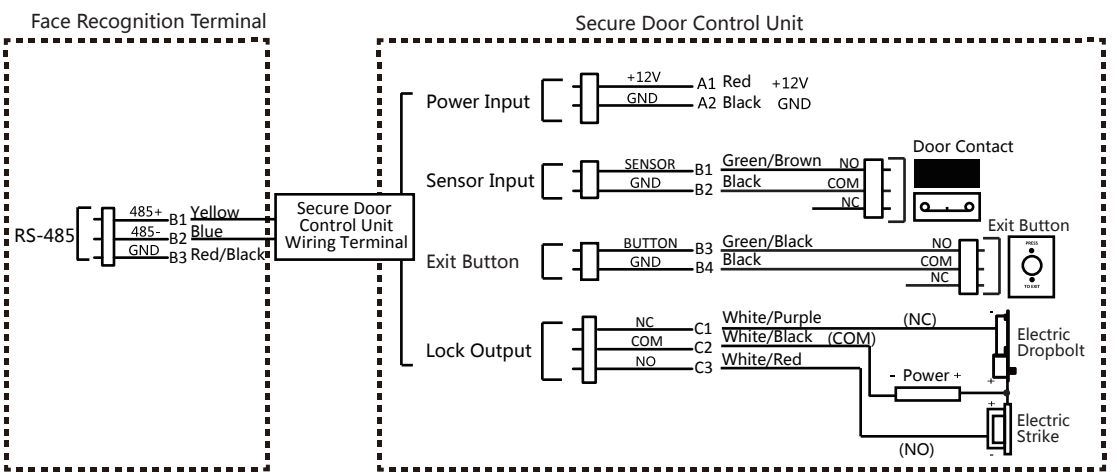 Face Recognition Terminal
Secure Door Control Unit
RS-485
485+ B1 Yellow
485- B2 Blue
GND B3 Red/Black
Secure Door
Control Unit
Wiring Terminal
Power Input
+12V A1 Red +12V
GND A2 Black GND
Sensor Input
SENSOR B1 Green/Brown NO
GND B2 Black COM
NC
Door Contact
Exit Button
BUTTON B3 Green/Black NO
GND B4 Black COM
NC
Exit Button
PRESS
TO EXIT
Lock Output
NC C1 White/Purple (NC)
COM C2 White/Black (COM)
NO C3 White/Red
-
Electric
Dropbolt
+
- Power +
+
Electric
Strike
-
(NO)